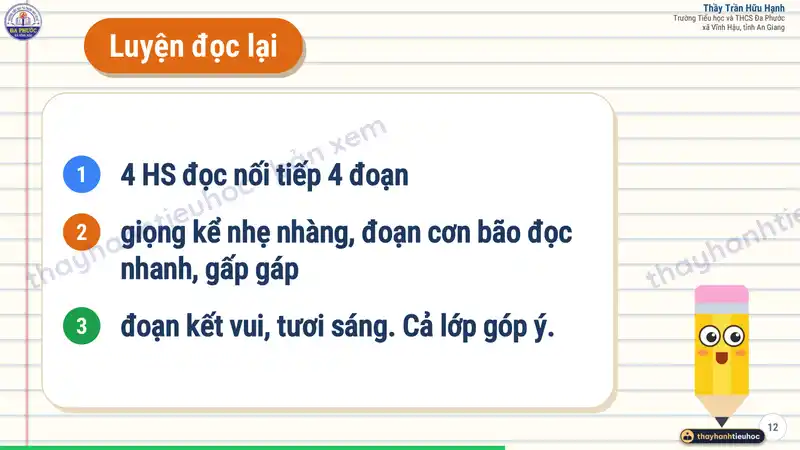 Thầy Trần Hữu Hạnh
Trường Tiểu học và THCS Đa Phước
xã Vĩnh Hậu, tỉnh An Giang
ĐA PHƯỚC
Luyện đọc lại
1 4 HS đọc nối tiếp 4 đoạn
2 giọng kể nhẹ nhàng, đoạn cơn bão đọc
nhanh, gấp gáp
3 đoạn kết vui, tươi sáng. Cả lớp góp ý.
thayhanhtieuhoc
12